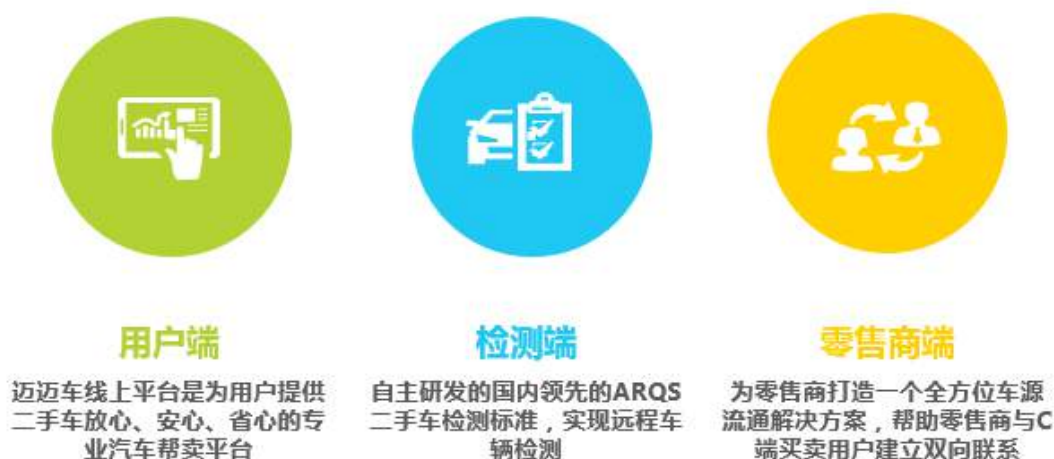 用户端
迈迈车线上平台是为用户提供
二手车放心、安心、省心的专
业汽车帮卖平台
检测端
自主研发的国内领先的ARQS
二手车检测标准，实现远程车
辆检测
零售商端
为零售商打造一个全方位车源
流通解决方案，帮助零售商与C
端买卖用户建立双向联系